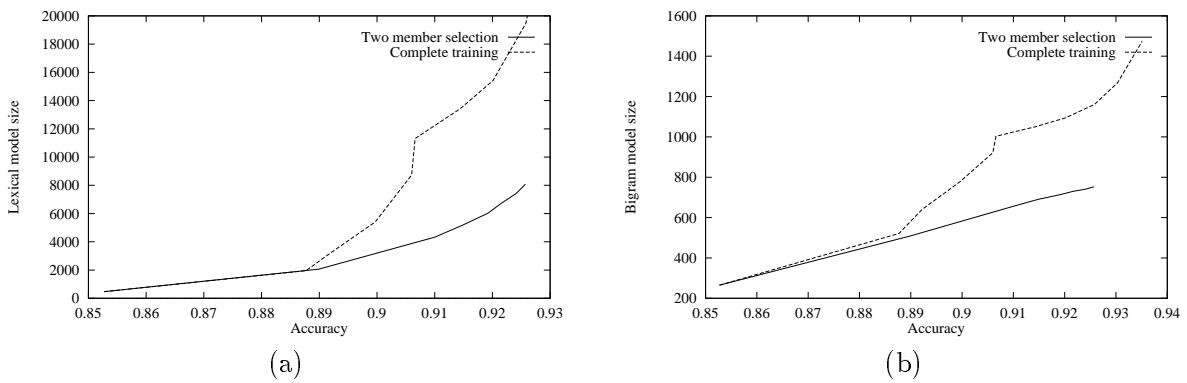 20000
18000
16000
14000
12000
10000
8000
6000
4000
2000
0
Lexical model size
Two member selection
Complete training
0.85 0.86 0.87 0.88 0.89 0.9 0.91 0.92 0.93
Accuracy
(a)
1600
1400
1200
1000
800
600
400
200
Bigram model size
Two member selection
Complete training
0.85 0.86 0.87 0.88 0.89 0.9 0.91 0.92 0.93 0.94
Accuracy
(b)